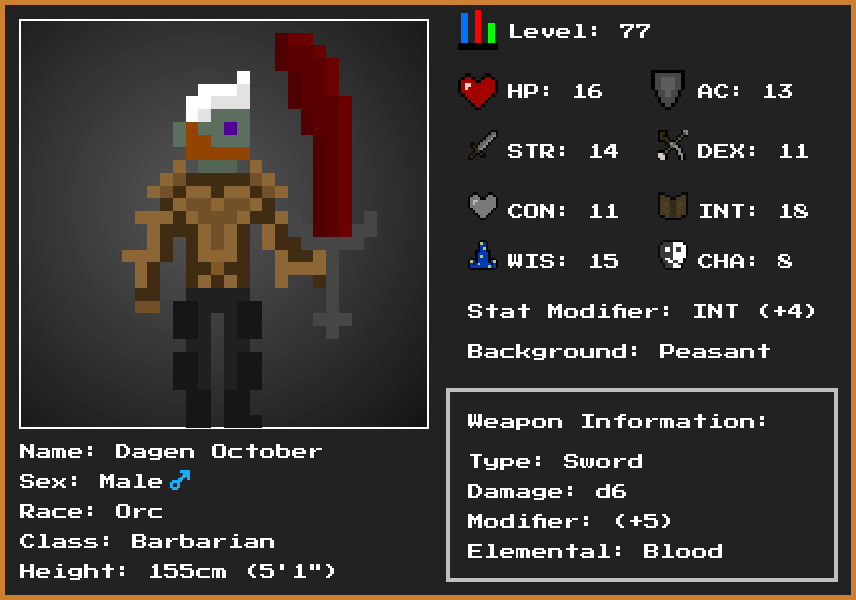 Level: 77
HP: 16 AC: 13
STR: 14 DEX: 11
CON: 11 INT: 18
WIS: 15 CHA: 8
Stat Modifier: INT (+4)
Background: Peasant
Weapon Information:
Type: Sword
Damage: d6
Modifier: (+5)
Elemental: Blood
Name: Dagen October
Sex: Male♂
Race: Orc
Class: Barbarian
Height: 155cm (5'1")